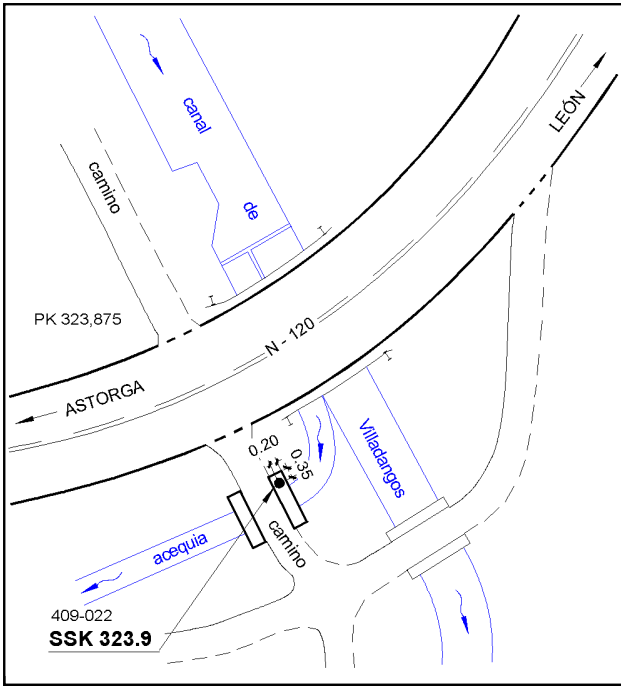 canal
de
LEÓN
camino
PK 323,875
N - 120
ASTORGA
Villadangos
0.20
0.35
camino
acequia
409-022
SSK 323.9